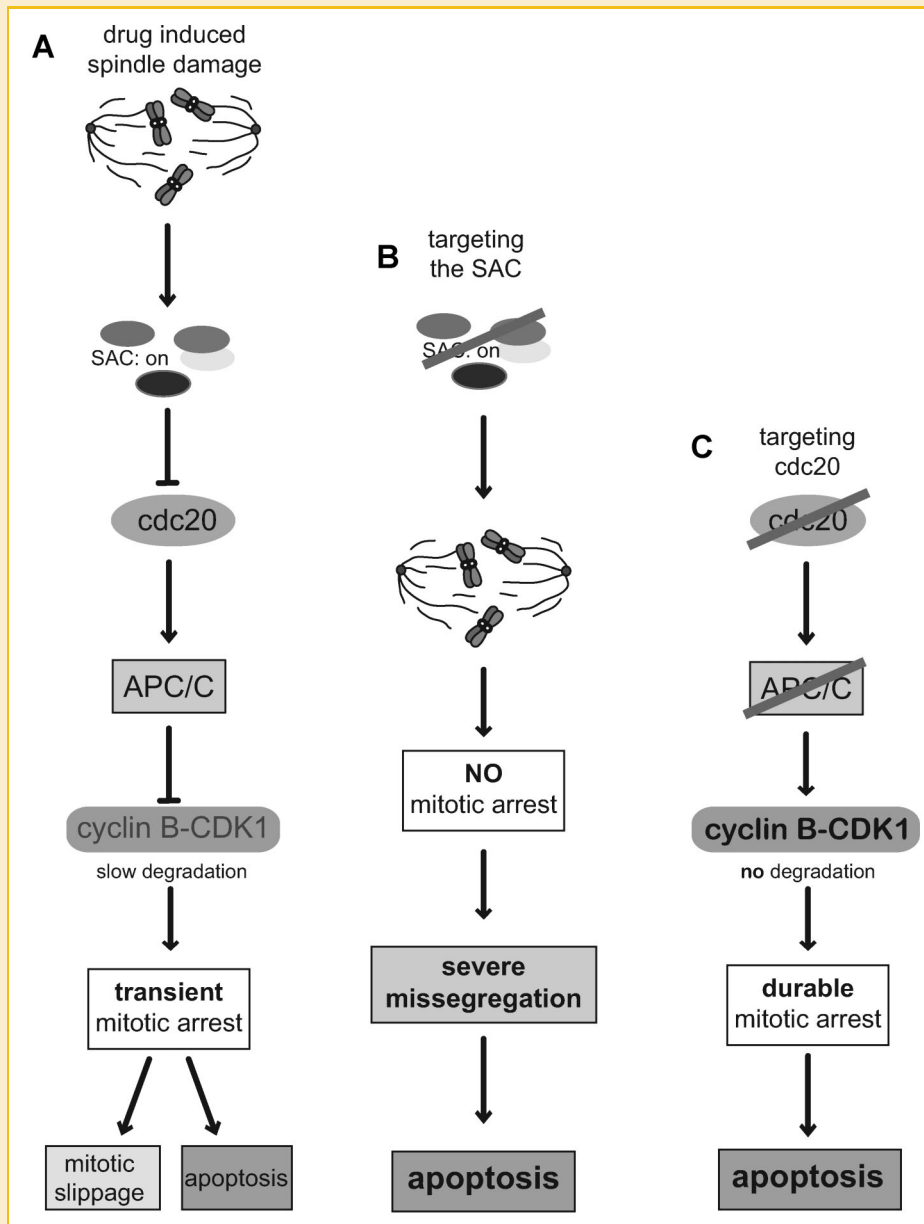 A
drug induced
spindle damage
SAC: on
cdc20
APC/C
cyclin B-CDK1
slow degradation
transient
mitotic arrest
mitotic
slippage
apoptosis
B
targeting
the SAC
SAC: on
NO
mitotic arrest
severe
missegregation
apoptosis
C
targeting
cdc20
cdc20
APC/C
cyclin B-CDK1
no degradation
durable
mitotic arrest
apoptosis